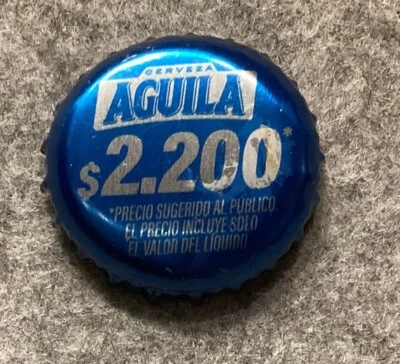 CERVEZA
AGUILA
$2.200*
*PRECIO SUGERIDO AL PÚBLICO.
EL PRECIO INCLUYE SOLO
EL VALOR DEL LÍQUIDO